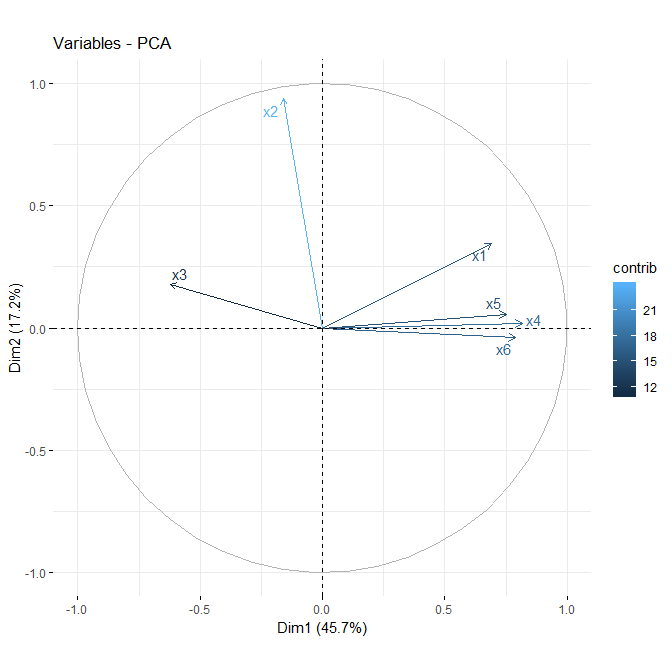 Variables - PCA
1.0
x2
0.5
x3
x1
contrib
x5
x4
21
0.0
x6
18
15
12
Dim2 (17.2%)
-0.5
-1.0
-1.0 -0.5 0.0 0.5 1.0
Dim1 (45.7%)